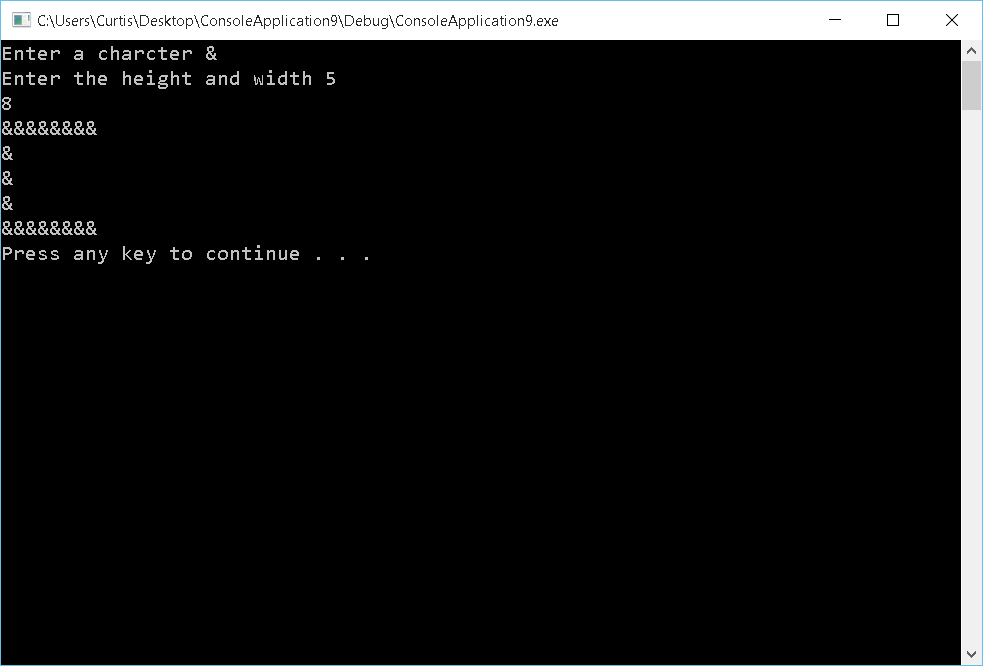 C:\Users\Curtis\Desktop\ConsoleApplication9\Debug\ConsoleApplication9.exe
Enter a charcter &
Enter the height and width 5
8
&&&&&&&&
&
&
&
&&&&&&&&
Press any key to continue . . .